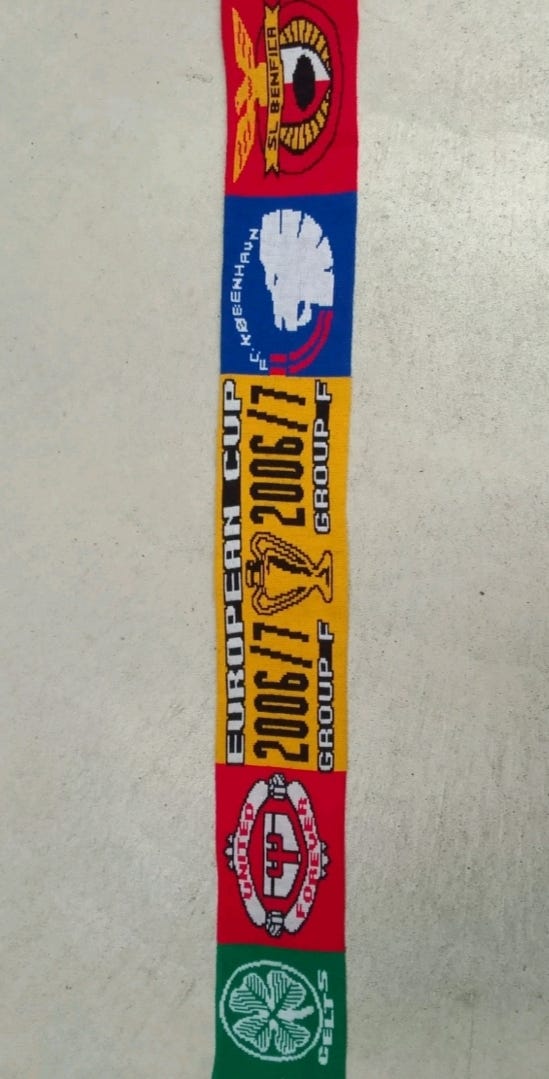 SL BENFICA
F.C. KØBENHAVN
EUROPEAN CUP
2006/7 2006/7
GROUP F GROUP F
UNITED
FOREVER
CELTS